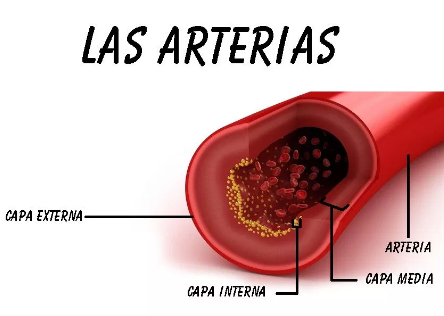 LAS ARTERIAS
CAPA EXTERNA
ARTERIA
CAPA MEDIA
CAPA INTERNA